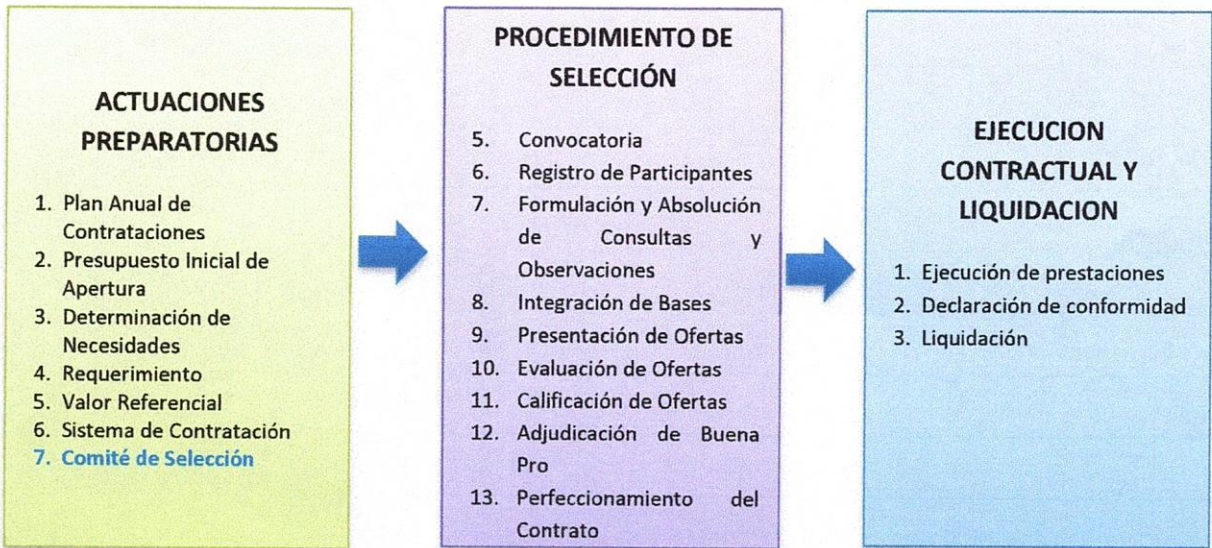 ACTUACIONES
PREPARATORIAS
1. Plan Anual de
Contrataciones
2. Presupuesto Inicial de
Apertura
3. Determinación de
Necesidades
4. Requerimiento
5. Valor Referencial
6. Sistema de Contratación
7. Comité de Selección
PROCEDIMIENTO DE
SELECCIÓN
5. Convocatoria
6. Registro de Participantes
7. Formulación y Absolución
de Consultas y
Observaciones
8. Integración de Bases
9. Presentación de Ofertas
10. Evaluación de Ofertas
11. Calificación de Ofertas
12. Adjudicación de Buena
Pro
13. Perfeccionamiento del
Contrato
EJECUCION
CONTRACTUAL Y
LIQUIDACION
1. Ejecución de prestaciones
2. Declaración de conformidad
3. Liquidación